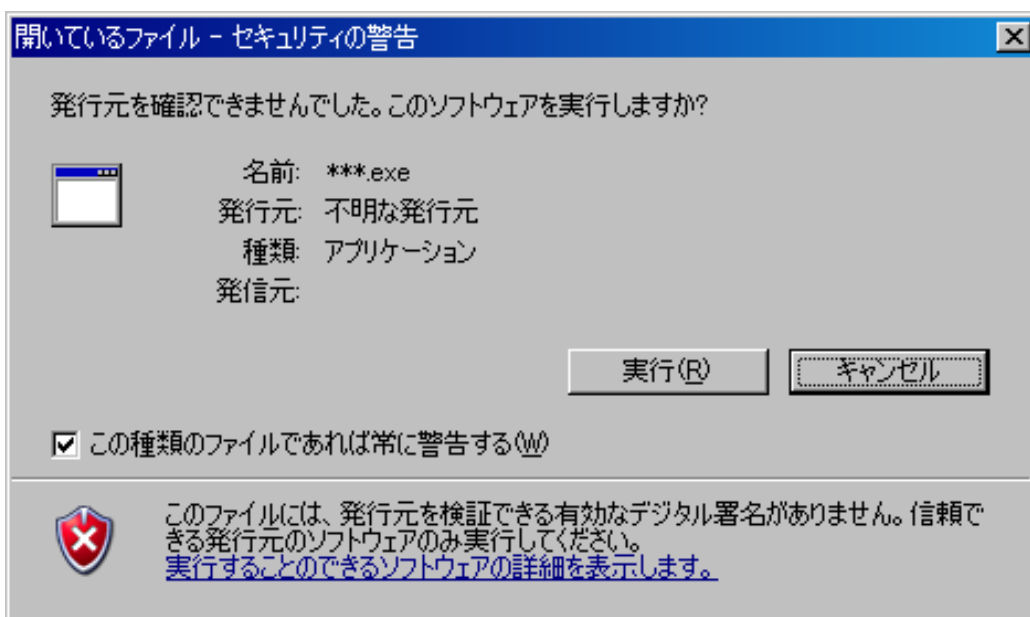 開いているファイル - セキュリティの警告
発行元を確認できませんでした。このソフトウェアを実行しますか?
名前: ***.exe
発行元: 不明な発行元
種類: アプリケーション
発信元:
実行(R) キャンセル
この種類のファイルであれば常に警告する(W)
このファイルには、発行元を検証できる有効なデジタル署名がありません。信頼で
きる発行元のソフトウェアのみ実行してください。
実行することのできるソフトウェアの詳細を表示します。